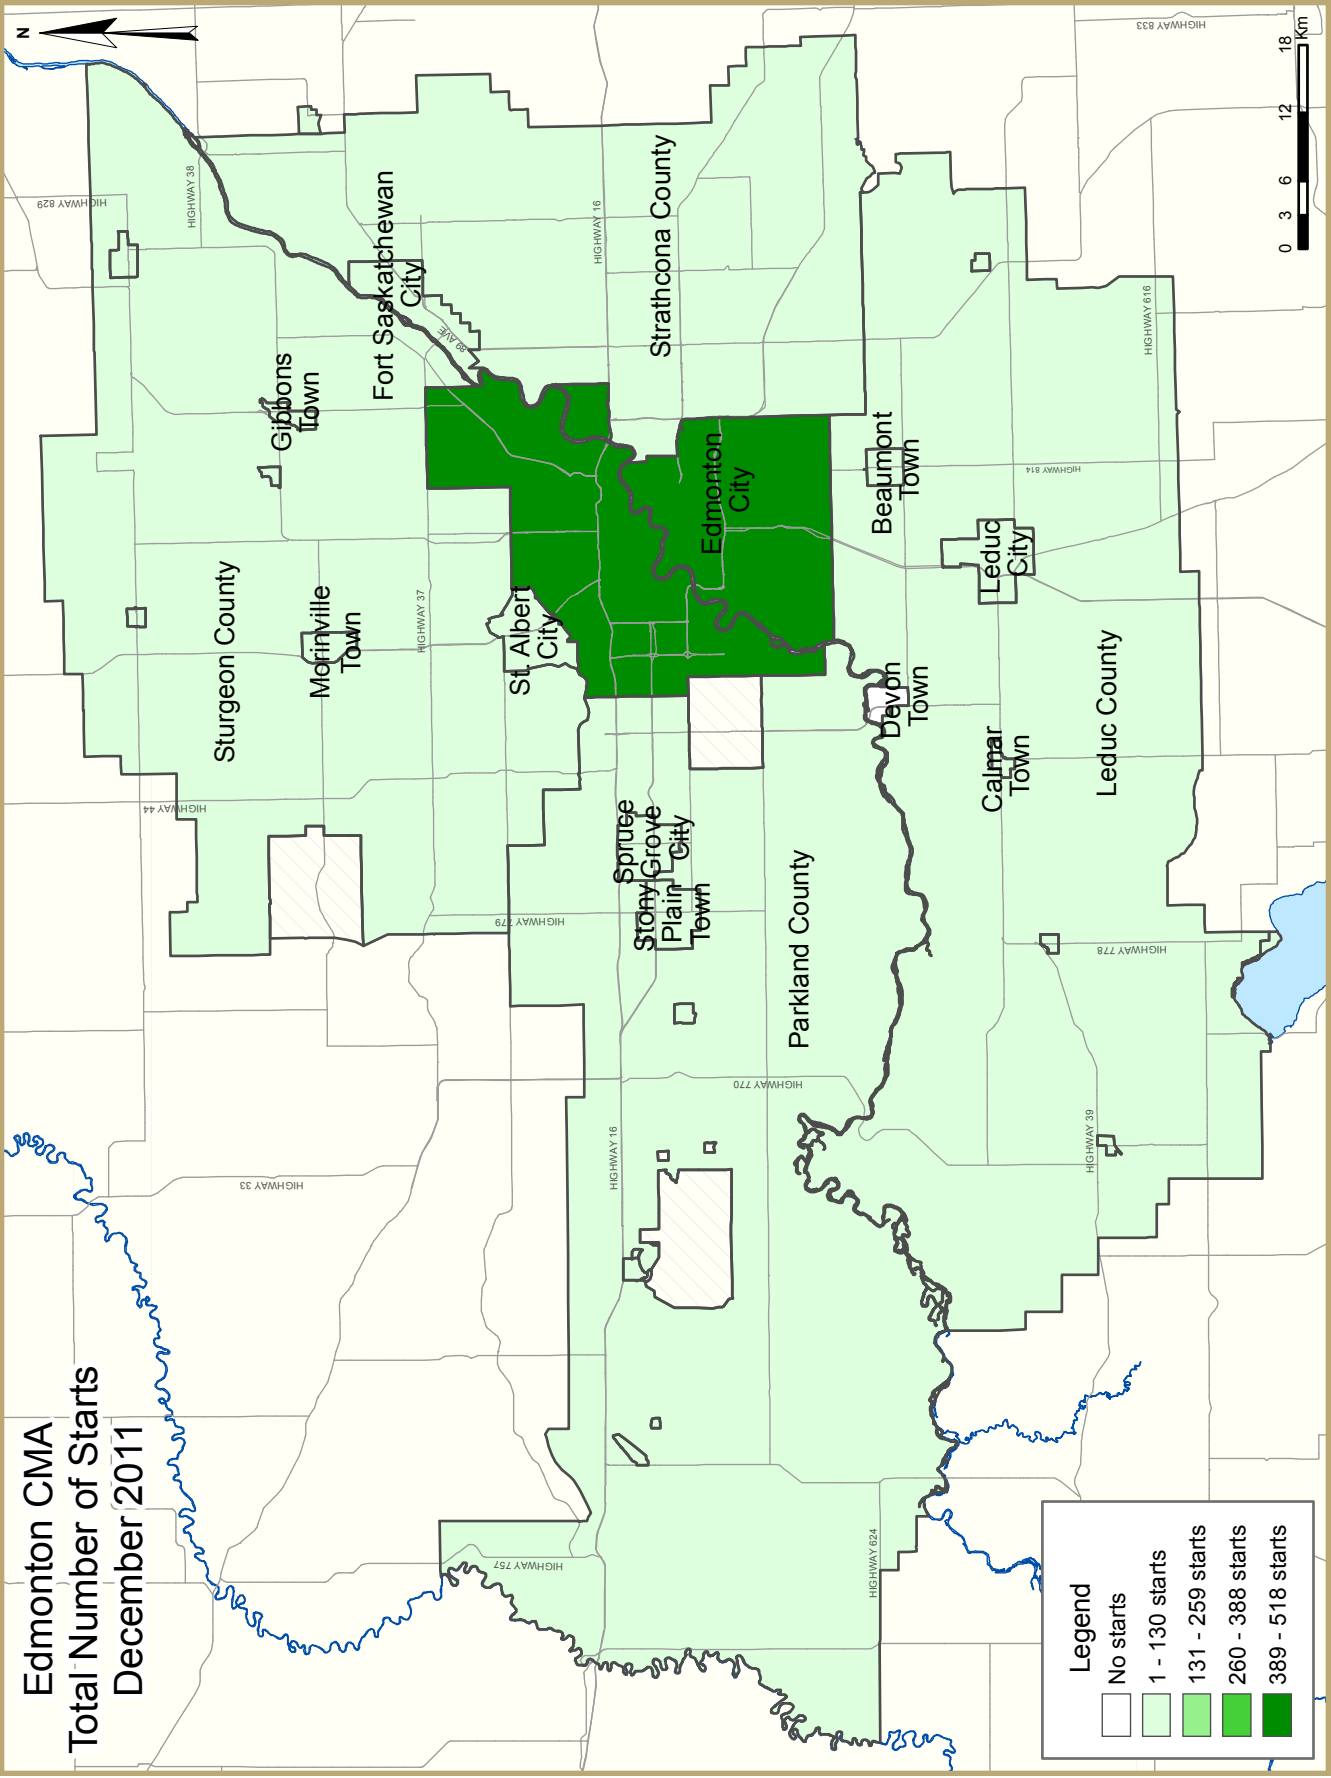 Edmonton CMA
Total Number of Starts
December 2011
N
HIGHWAY 829
HIGHWAY 38
HIGHWAY 833
Fort Saskatchewan
City
89 AVE
Gibbons
Town
Sturgeon County
Morinville
Town
HIGHWAY 37
HIGHWAY 44
St. Albert
City
HIGHWAY 16
Strathcona County
Edmonton
City
HIGHWAY 33
HIGHWAY 779
Spruce
Grove
City
Stony
Plain
Town
HIGHWAY 757
HIGHWAY 16
HIGHWAY 770
Parkland County
Beaumont
Town
HIGHWAY 814
Devon
Town
Leduc
City
Calmar
Town
HIGHWAY 624
Leduc County
HIGHWAY 616
HIGHWAY 778
HIGHWAY 39
Legend
No starts
1 - 130 starts
131 - 259 starts
260 - 388 starts
389 - 518 starts
0 3 6 12 18
Km